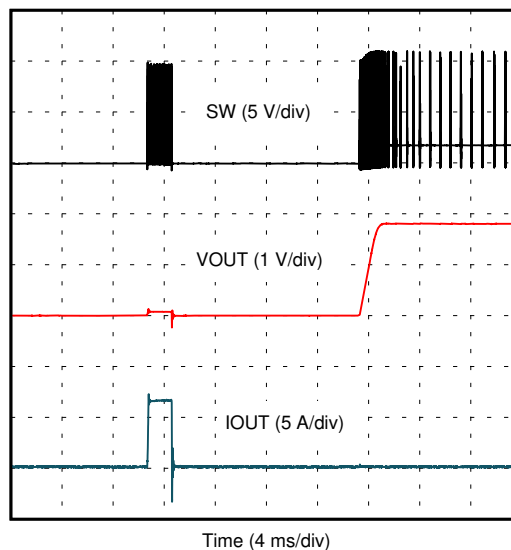 SW (5 V/div)
VOUT (1 V/div)
IOUT (5 A/div)
Time (4 ms/div)